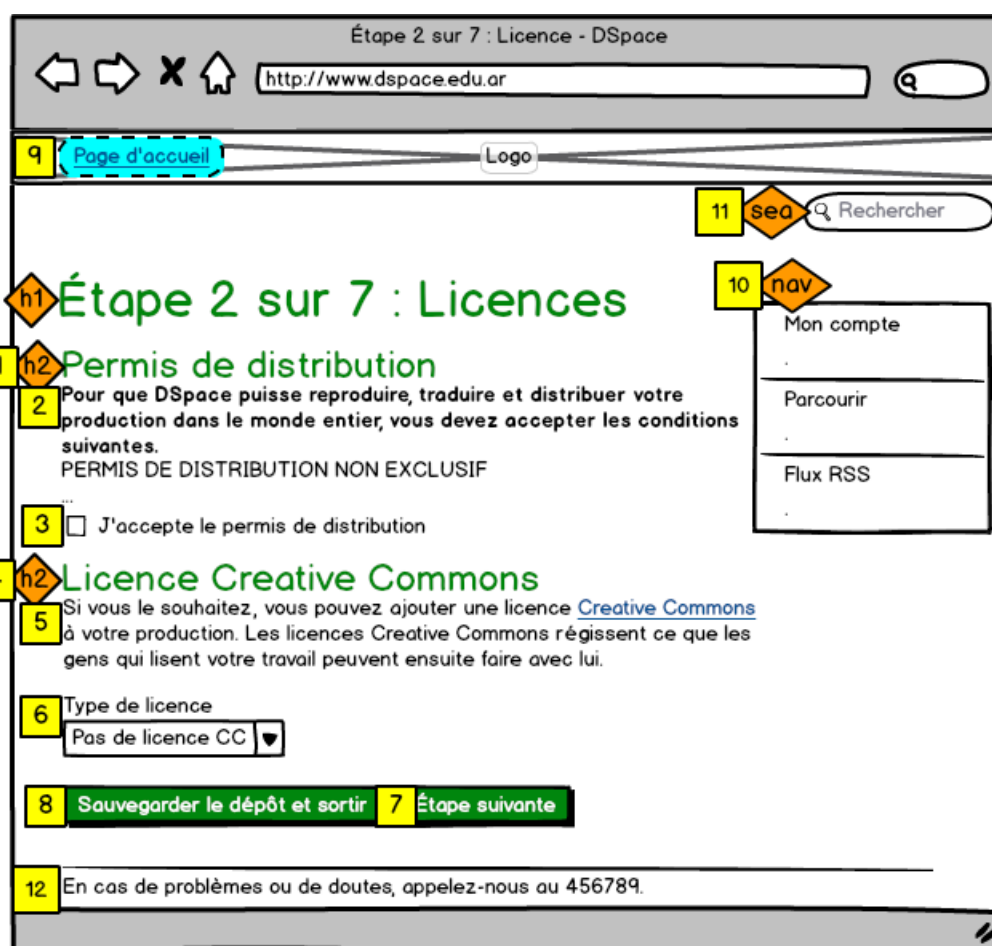 Étape 2 sur 7 : Licence - DSpace
http://www.dspace.edu.ar
9 Page d'accueil
Logo
11 sea Rechercher
h1 Étape 2 sur 7 : Licences
10 nav
Mon compte
.
Parcourir
.
Flux RSS
.
h2 Permis de distribution
2 Pour que DSpace puisse reproduire, traduire et distribuer votre
production dans le monde entier, vous devez accepter les conditions
suivantes.
PERMIS DE DISTRIBUTION NON EXCLUSIF
...
3 J'accepte le permis de distribution
h2 Licence Creative Commons
5 Si vous le souhaitez, vous pouvez ajouter une licence Creative Commons
à votre production. Les licences Creative Commons régissent ce que les
gens qui lisent votre travail peuvent ensuite faire avec lui.
6 Type de licence
Pas de licence CC
8 Sauvegarder le dépôt et sortir 7 Étape suivante
12 En cas de problèmes ou de doutes, appelez-nous au 456789.